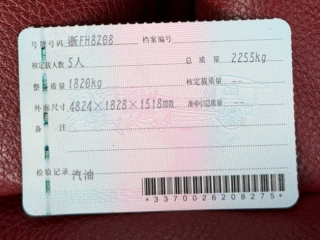 号牌号码 浙FH8Z08 档案编号
核定载人数 5人 总质量 2255kg
整备质量 1820kg 核定载质量 --
外廓尺寸 4824×1828×1518mm 准牵引总质量 --
备注
检验记录 汽油
*3370026208275*